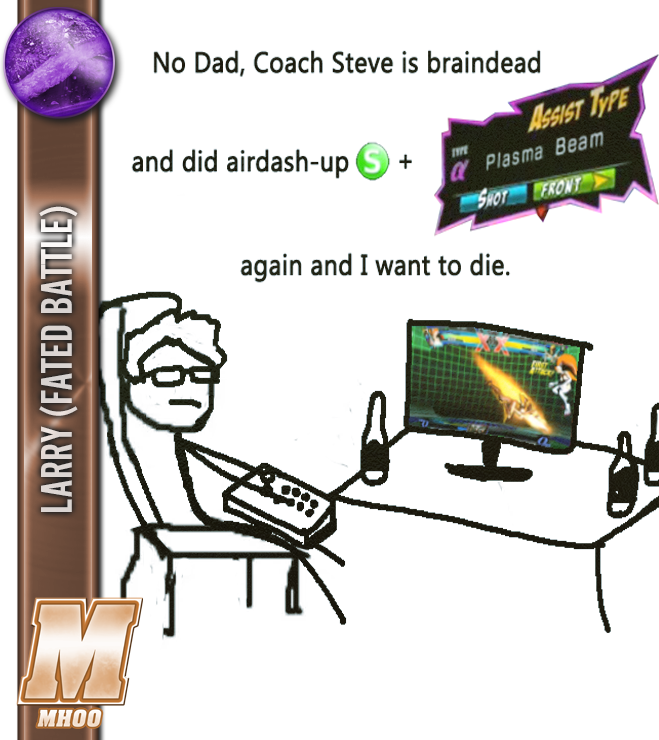 No Dad, Coach Steve is braindead
ASSIST TYPE
and did airdash-up S +
TYPE α Plasma Beam
SHOT FRONT
again and I want to die.
LARRY (FATED BATTLE)
M
MHOO